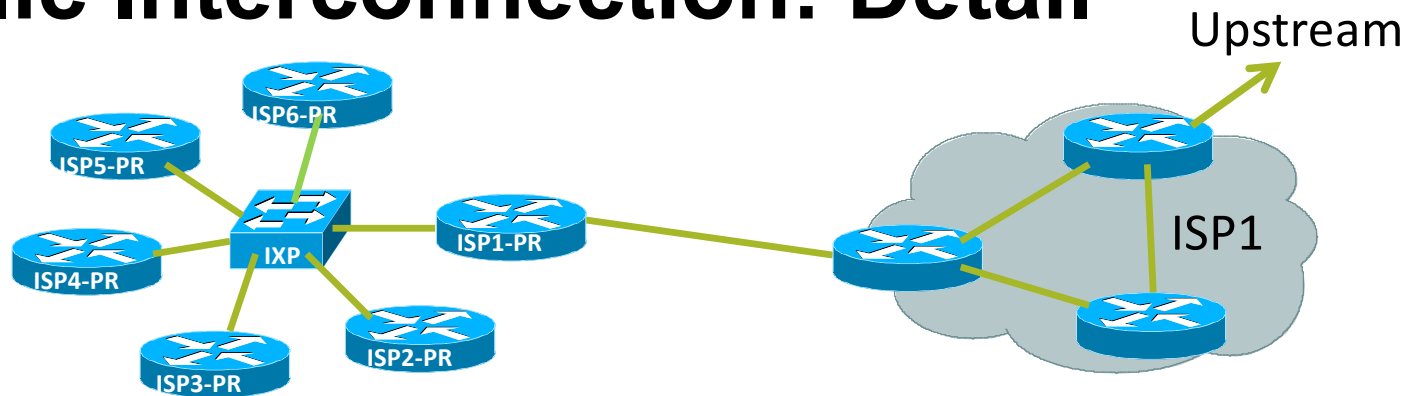 Interconnection: Detail
Upstream
ISP6-PR
ISP5-PR
ISP1-PR
IXP
ISP4-PR
ISP2-PR
ISP3-PR
ISP1